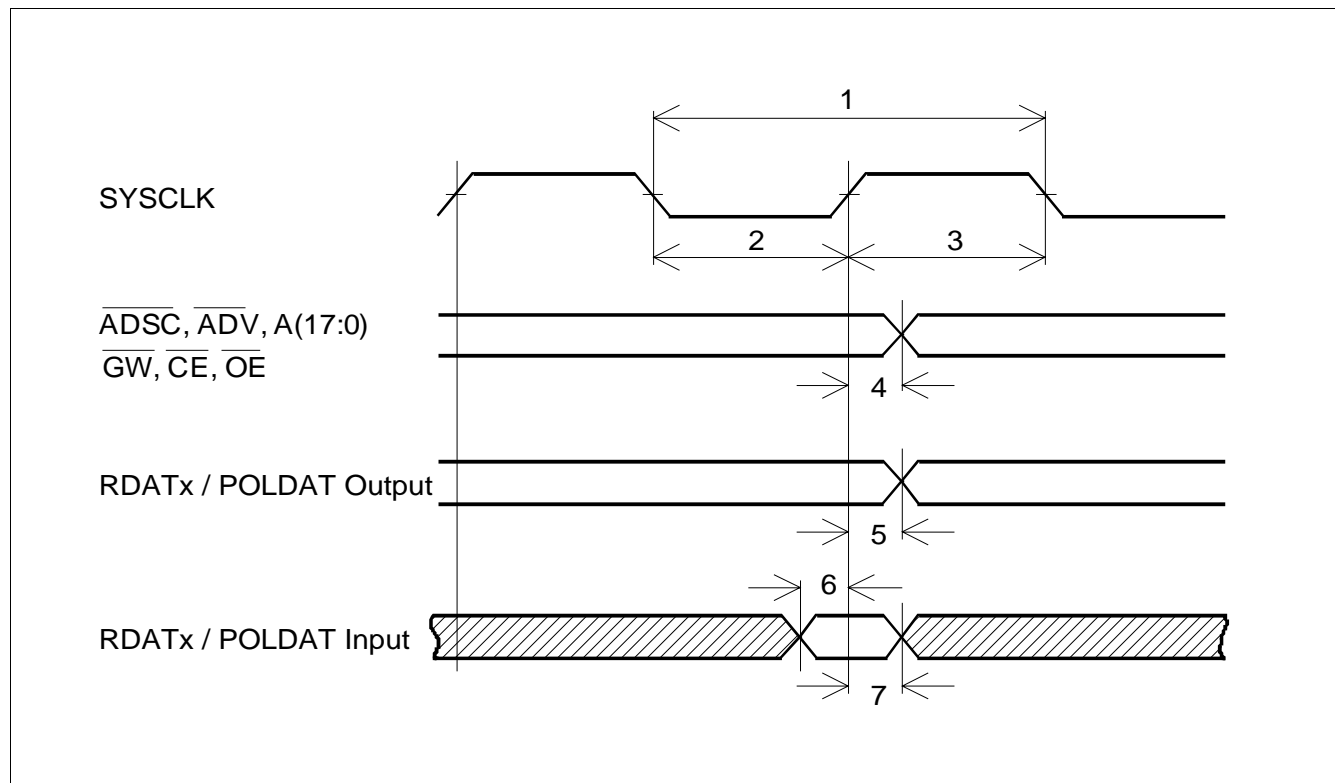 1
SYSCLK
2
3
ADSC, ADV, A(17:0)
GW, CE, OE
4
RDATx / POLDAT Output
5
6
RDATx / POLDAT Input
7